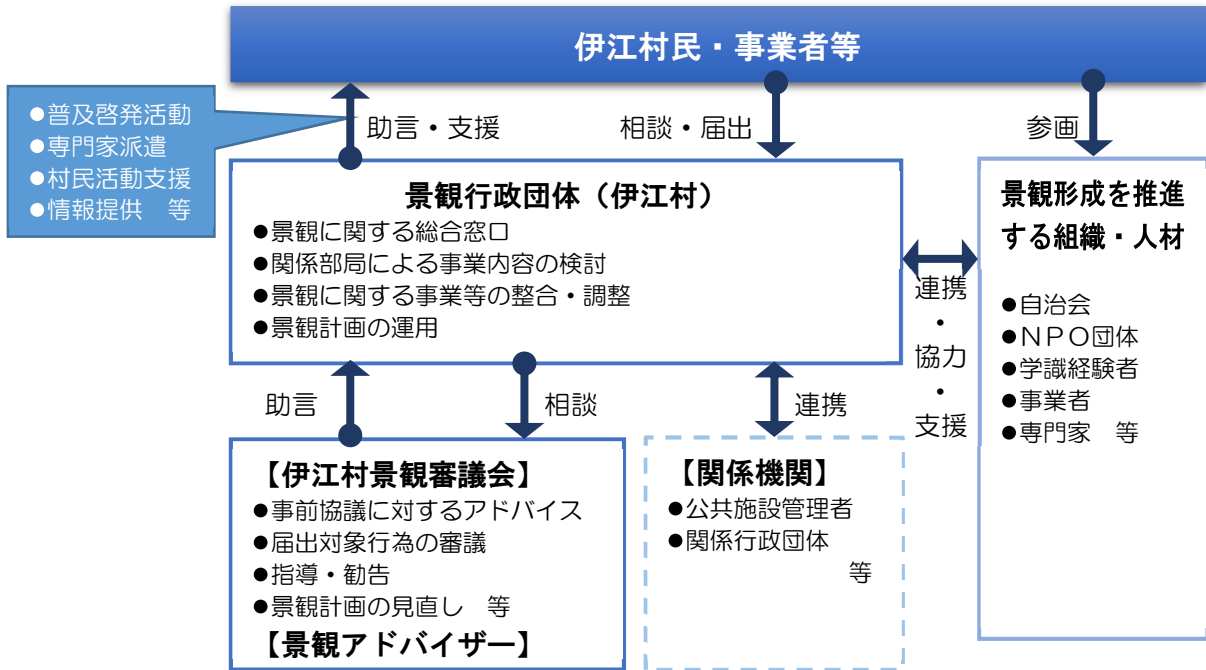 伊江村民・事業者等
●普及啓発活動
●専門家派遣
●村民活動支援
●情報提供　等
助言・支援
相談・届出
参画
景観行政団体（伊江村）
●景観に関する総合窓口
●関係部局による事業内容の検討
●景観に関する事業等の整合・調整
●景観計画の運用
連携
・
協力
・
支援
景観形成を推進
する組織・人材
●自治会
●ＮＰＯ団体
●学識経験者
●事業者
●専門家　等
助言
相談
連携
【伊江村景観審議会】
●事前協議に対するアドバイス
●届出対象行為の審議
●指導・勧告
●景観計画の見直し　等
【景観アドバイザー】
【関係機関】
●公共施設管理者
●関係行政団体
等